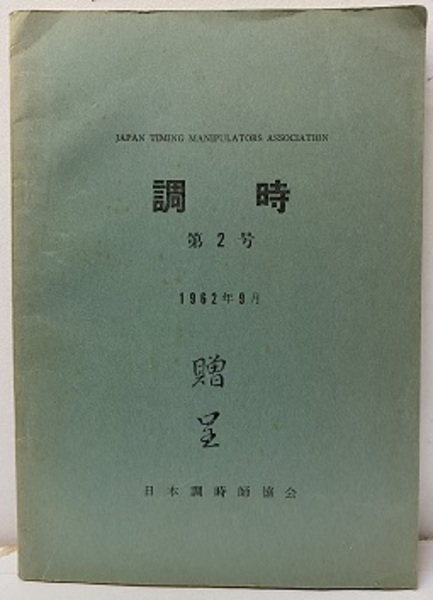 JAPAN TIMING MANIPULATORS ASSOCIATION
調時
第2号
1962年9月
贈
呈
日本調時師協会